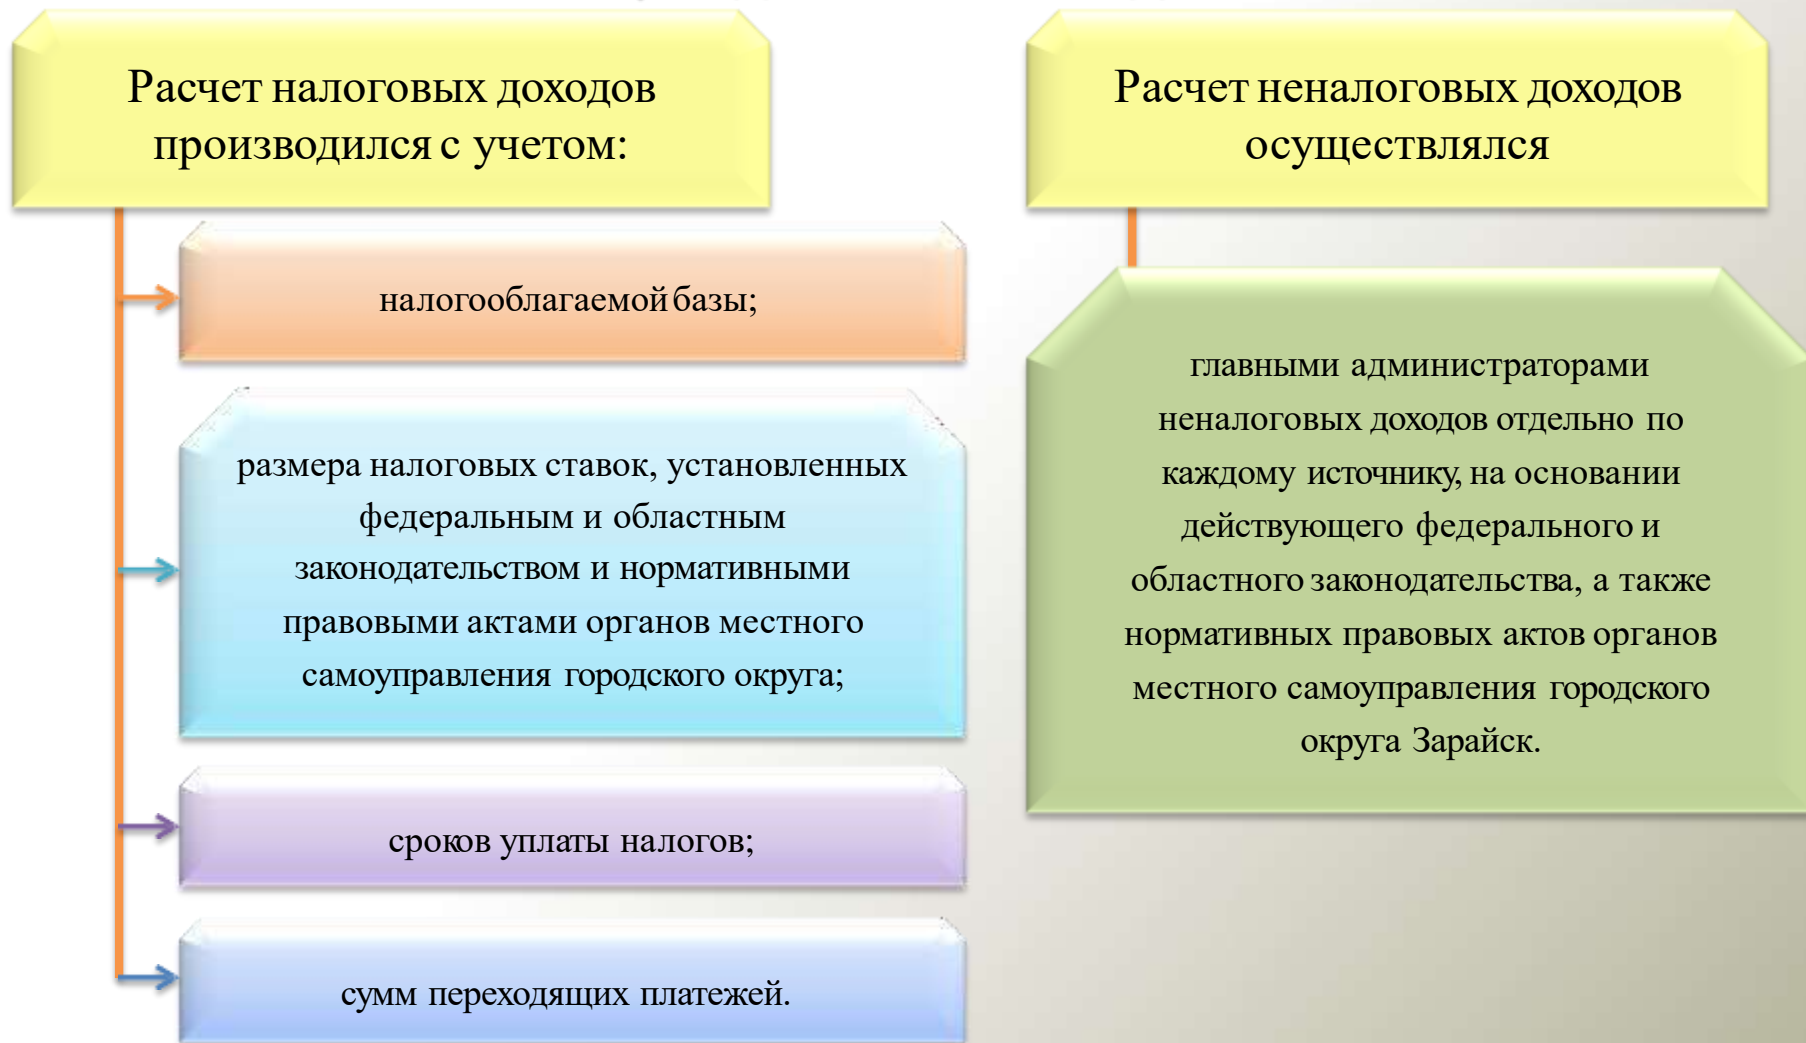 Расчет налоговых доходов
производился с учетом:
налогооблагаемой базы;
размера налоговых ставок, установленных
федеральным и областным
законодательством и нормативными
правовыми актами органов местного
самоуправления городского округа;
сроков уплаты налогов;
сумм переходящих платежей.
Расчет неналоговых доходов
осуществлялся
главными администраторами
неналоговых доходов отдельно по
каждому источнику, на основании
действующего федерального и
областного законодательства, а также
нормативных правовых актов органов
местного самоуправления городского
округа Зарайск.